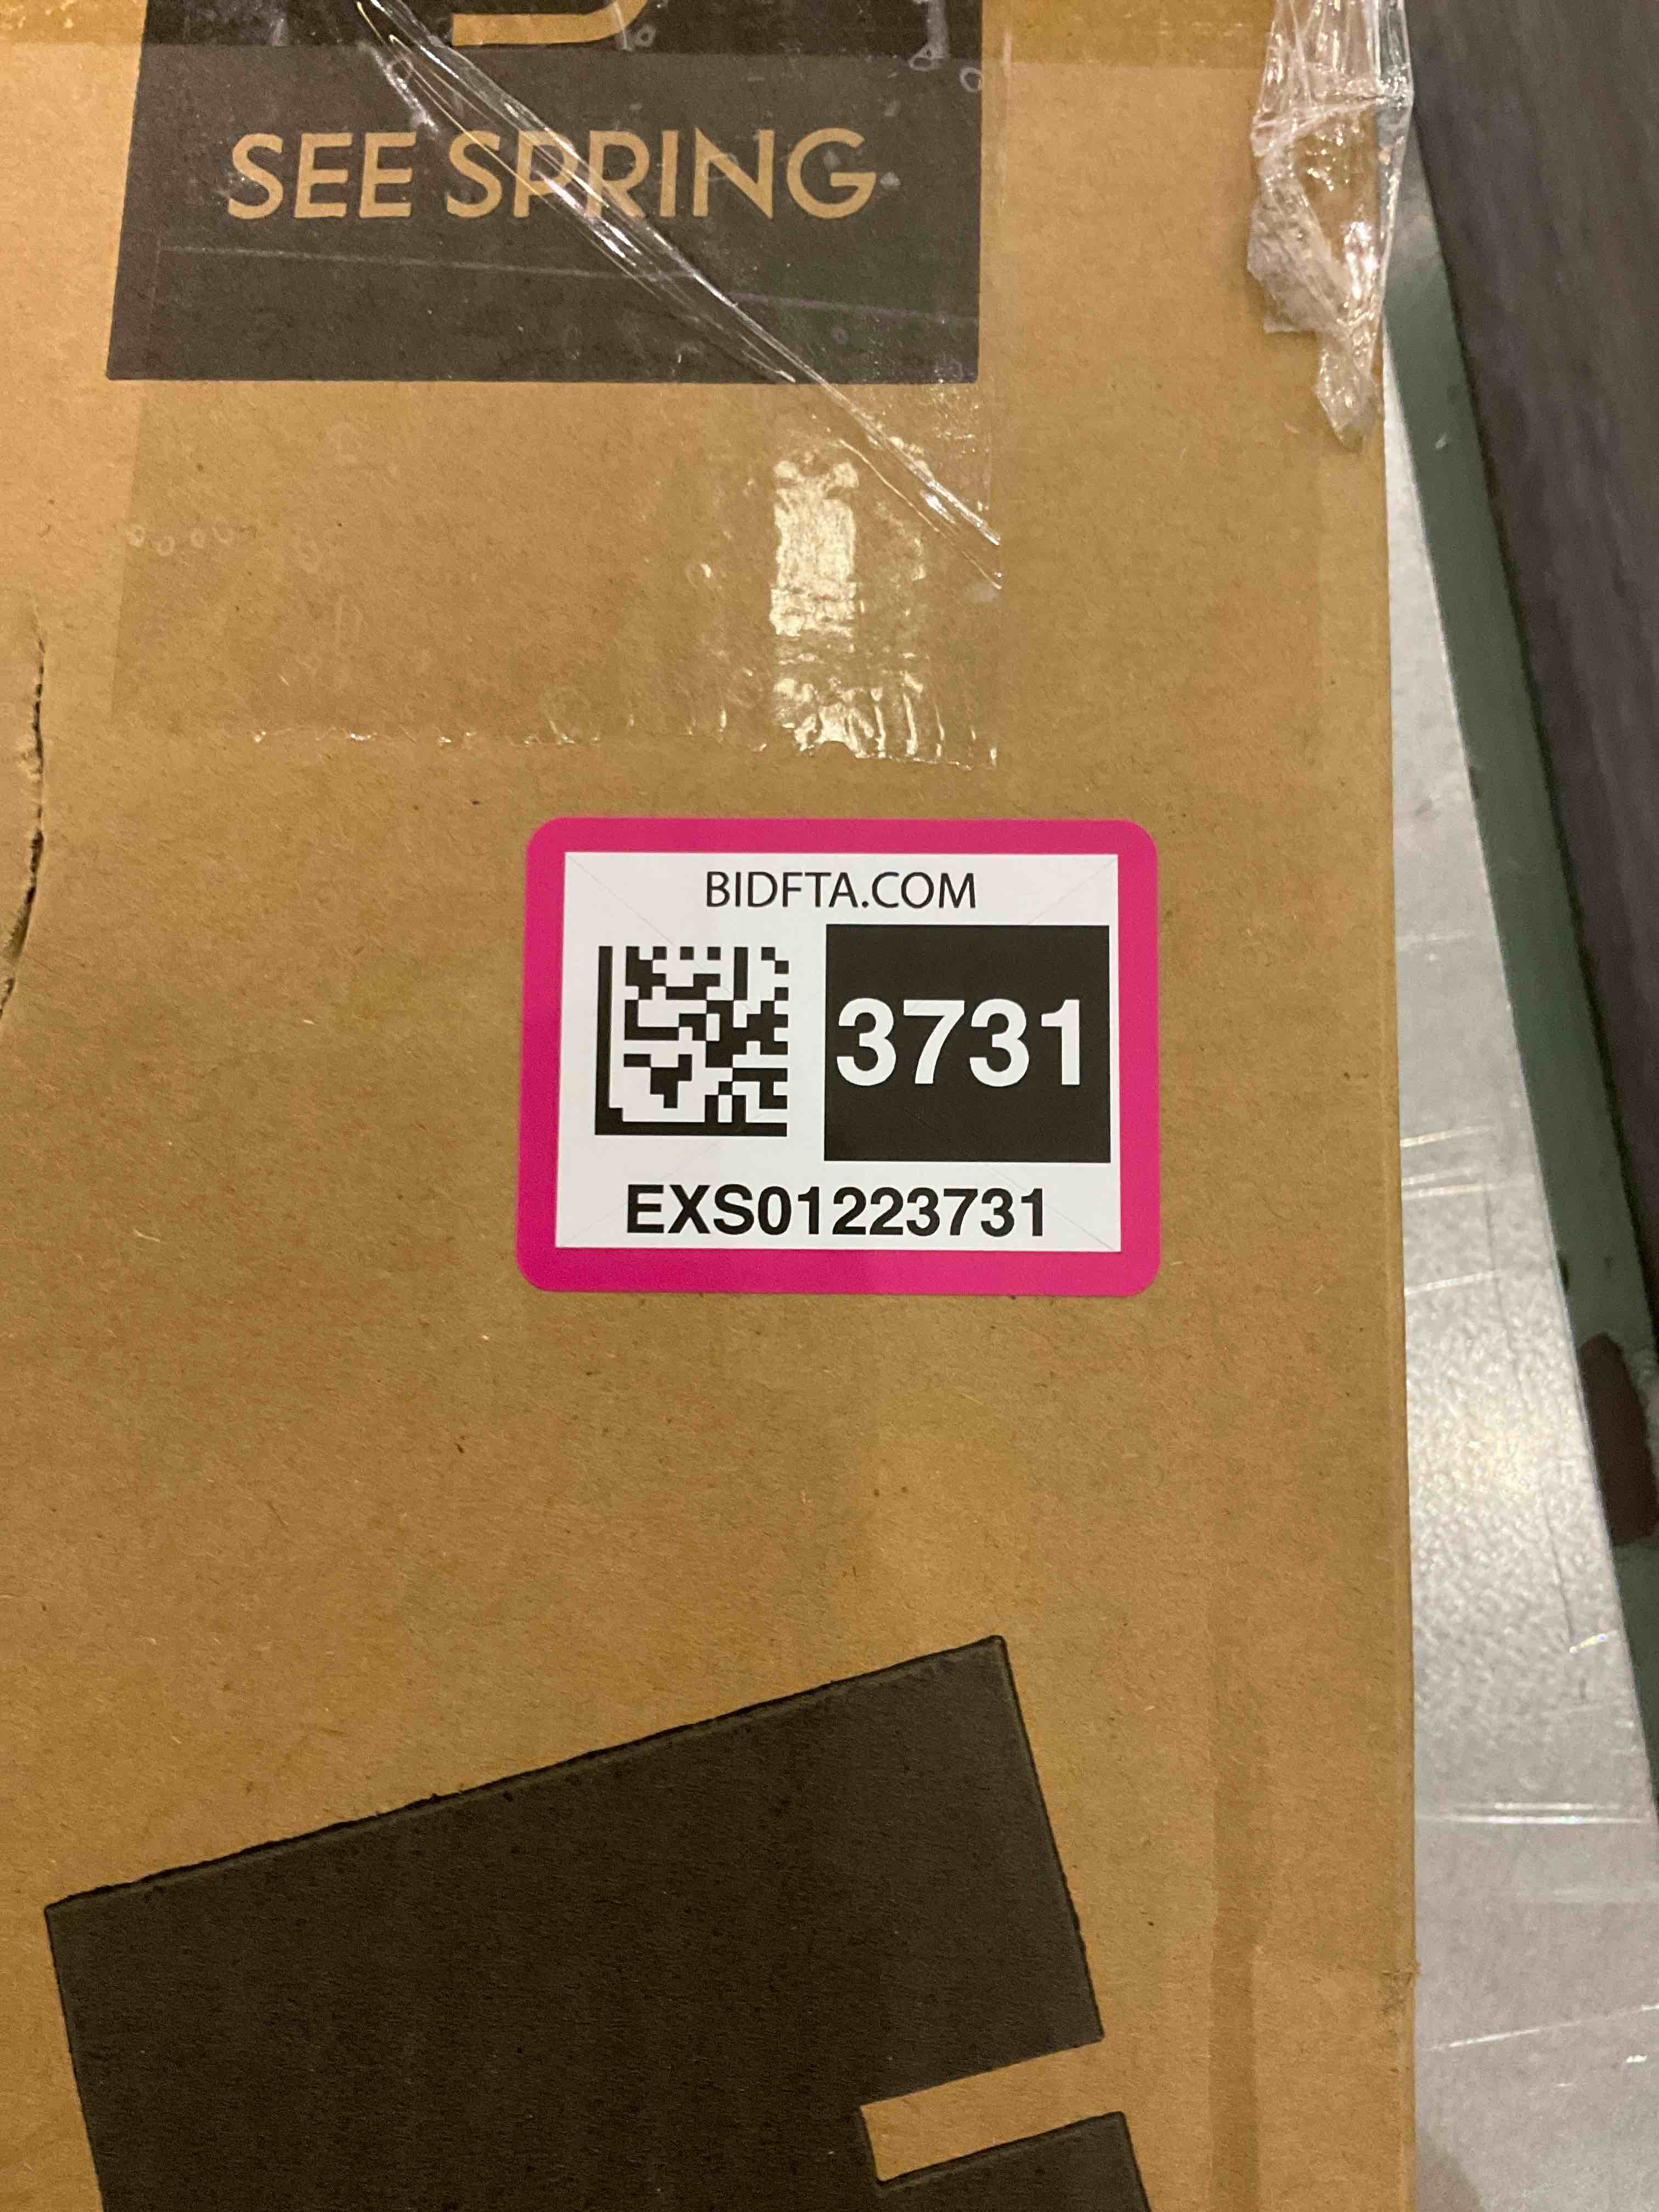 SEE SPRING
BIDFTA.COM
3731
EXS01223731